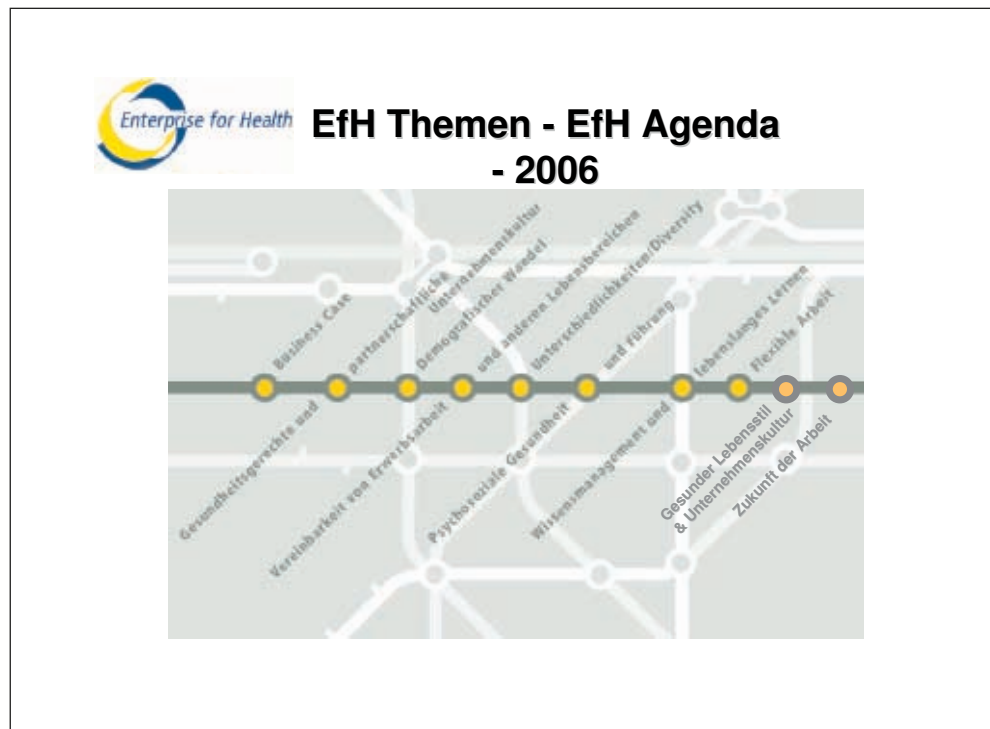 Enterprise for Health
EfH Themen - EfH Agenda
- 2006
Business Case
Gesundheitsgerechte und
partnerschaftliche
Unternehmenskultur
Demografischer Wandel
Vereinbarkeit von Erwerbsarbeit
und anderen Lebensbereichen
Unterschiedlichkeiten/Diversity
Psychosoziale Gesundheit
und Führung
Wissensmanagement und
lebenslanges Lernen
Flexible Arbeit
Gesunder Lebensstil
& Unternehmenskultur
Zukunft der Arbeit